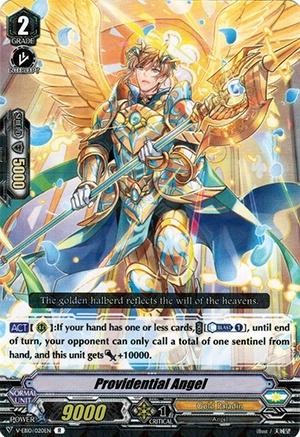 2
GRADE
INTERCEPT
SHIELD
5000
The golden halberd reflects the will of the heavens.
ACT[ ]:If your hand has one or less cards, [ BLAST 1], until end
of turn, your opponent can only call a total of one sentinel from
hand, and this unit gets +10000.
Providential Angel
NORMAL
UNIT
Gold Paladin
POWER
9000
1
CRITICAL
Angel
V-EB10/020EN R